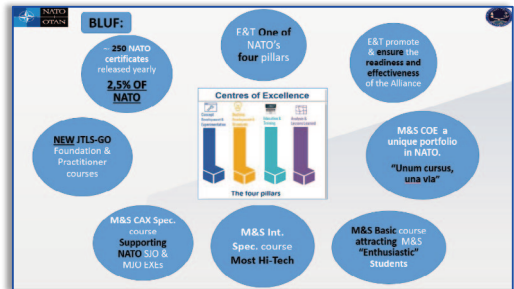 NATO
OTAN
BLUF:
~ 250 NATO
certificates
released yearly
2,5% OF
NATO
E&T One of
NATO's
four pillars
E&T promote
& ensure the
readiness and
effectiveness
of the Alliance
NEW JTLS-GO
Foundation &
Practitioner
courses
Centres of Excellence
The four pillars
M&S COE a
unique portfolio
in NATO.
"Unum cursus,
una via"
M&S CAX Spec.
course
Supporting
NATO SJO &
MJO EXEs
M&S Int.
Spec. course
Most Hi-Tech
M&S Basic course
attracting M&S
"Enthusiastic"
Students